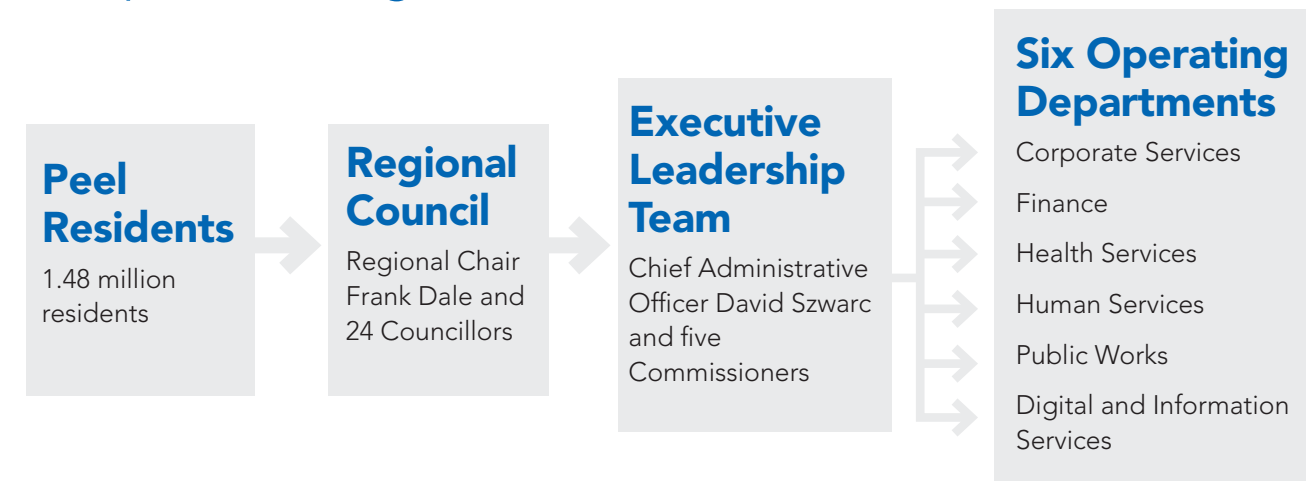 Peel
Residents
1.48 million
residents
Regional
Council
Regional Chair
Frank Dale and
24 Councillors
Executive
Leadership
Team
Chief Administrative
Officer David Szwarc
and five
Commissioners
Six Operating
Departments
Corporate Services
Finance
Health Services
Human Services
Public Works
Digital and Information
Services